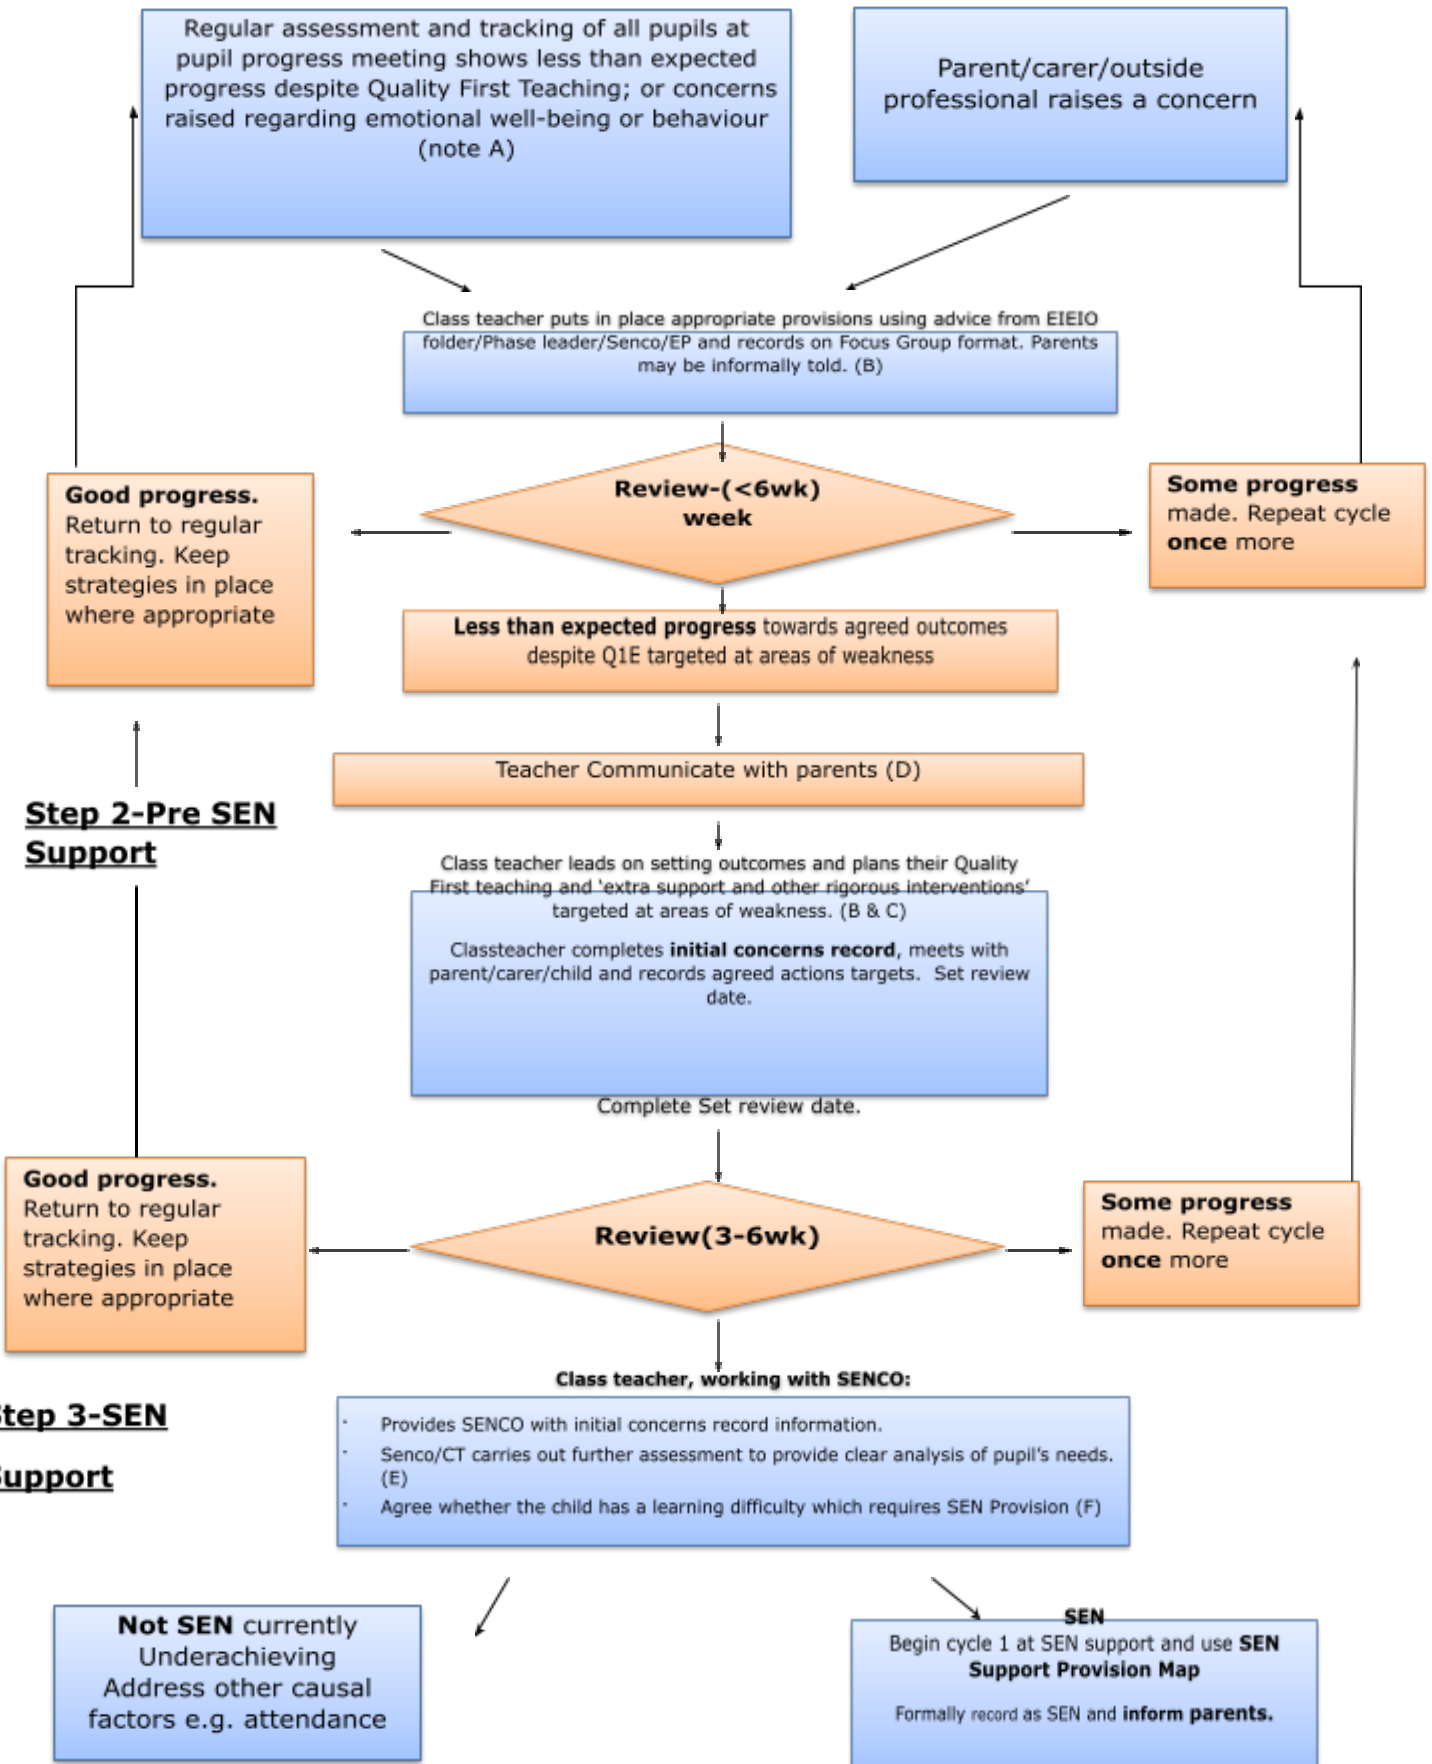 Regular assessment and tracking of all pupils at
pupil progress meeting shows less than expected
progress despite Quality First Teaching; or concerns
raised regarding emotional well-being or behaviour
(note A)
Parent/carer/outside
professional raises a concern
Class teacher puts in place appropriate provisions using advice from EIEIO
folder/Phase leader/Senco/EP and records on Focus Group format. Parents
may be informally told. (B)
Good progress.
Return to regular
tracking. Keep
strategies in place
where appropriate
Review-(<6wk)
week
Some progress
made. Repeat cycle
once more
Less than expected progress towards agreed outcomes
despite Q1E targeted at areas of weakness
Teacher Communicate with parents (D)
Step 2-Pre SEN
Support
Class teacher leads on setting outcomes and plans their Quality
First teaching and ‘extra support and other rigorous interventions’
targeted at areas of weakness. (B & C)
Classteacher completes initial concerns record, meets with
parent/carer/child and records agreed actions targets.  Set review
date.
Complete Set review date.
Good progress.
Return to regular
tracking. Keep
strategies in place
where appropriate
Review(3-6wk)
Some progress
made. Repeat cycle
once more
Step 3-SEN
Support
Class teacher, working with SENCO:
· Provides SENCO with initial concerns record information.
· Senco/CT carries out further assessment to provide clear analysis of pupil's needs.
(E)
· Agree whether the child has a learning difficulty which requires SEN Provision (F)
Not SEN currently
Underachieving
Address other causal
factors e.g. attendance
SEN
Begin cycle 1 at SEN support and use SEN
Support Provision Map
Formally record as SEN and inform parents.